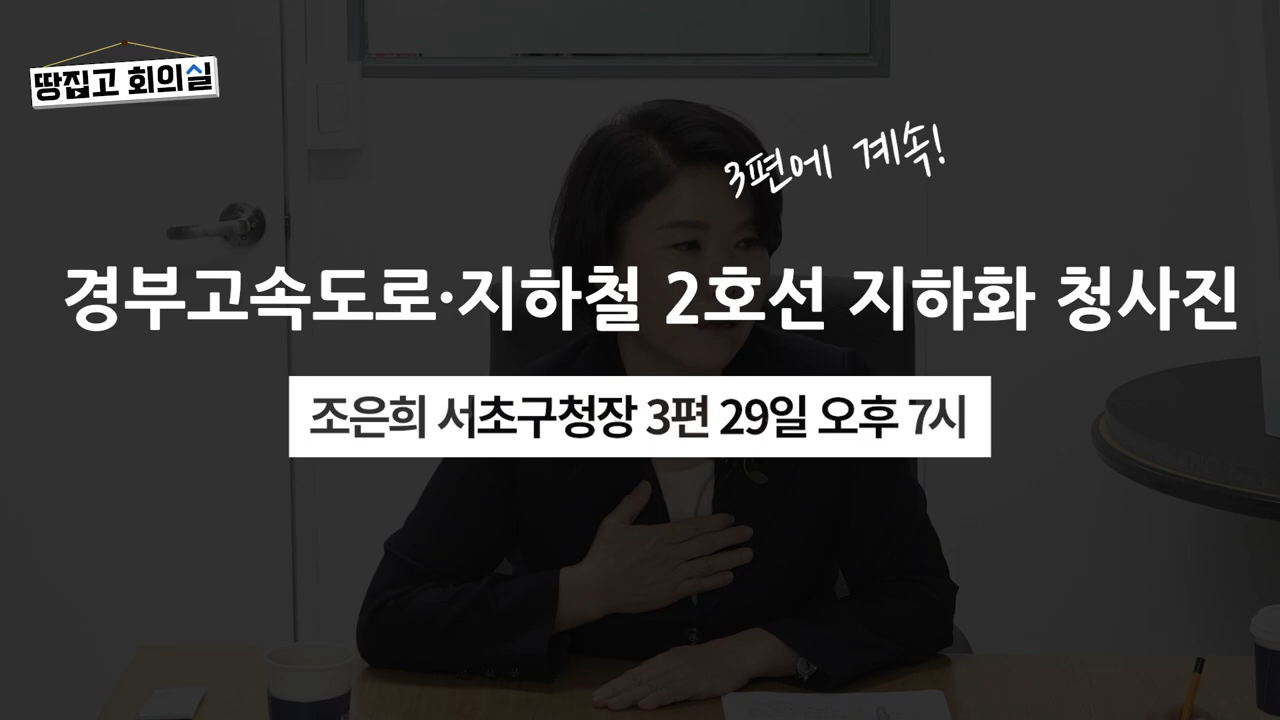 땅집고 회의실
3편에 계속!
경부고속도로·지하철 2호선 지하화 청사진
조은희 서초구청장 3편 29일 오후 7시